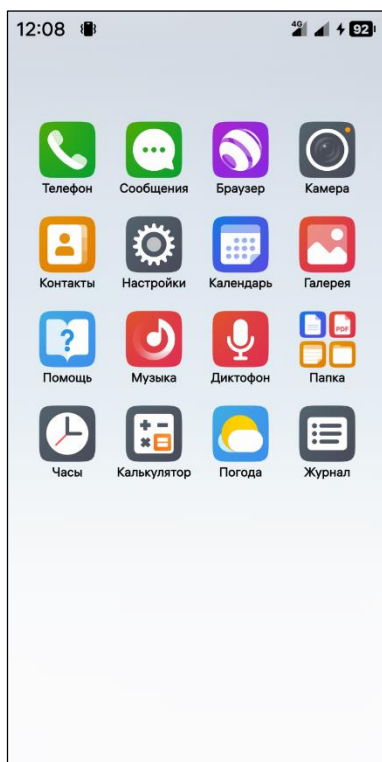 12:08 4G 92
Телефон Сообщения Браузер Камера
Контакты Настройки Календарь Галерея
? PDF
Помощь Музыка Диктофон Папка
Часы Калькулятор Погода Журнал